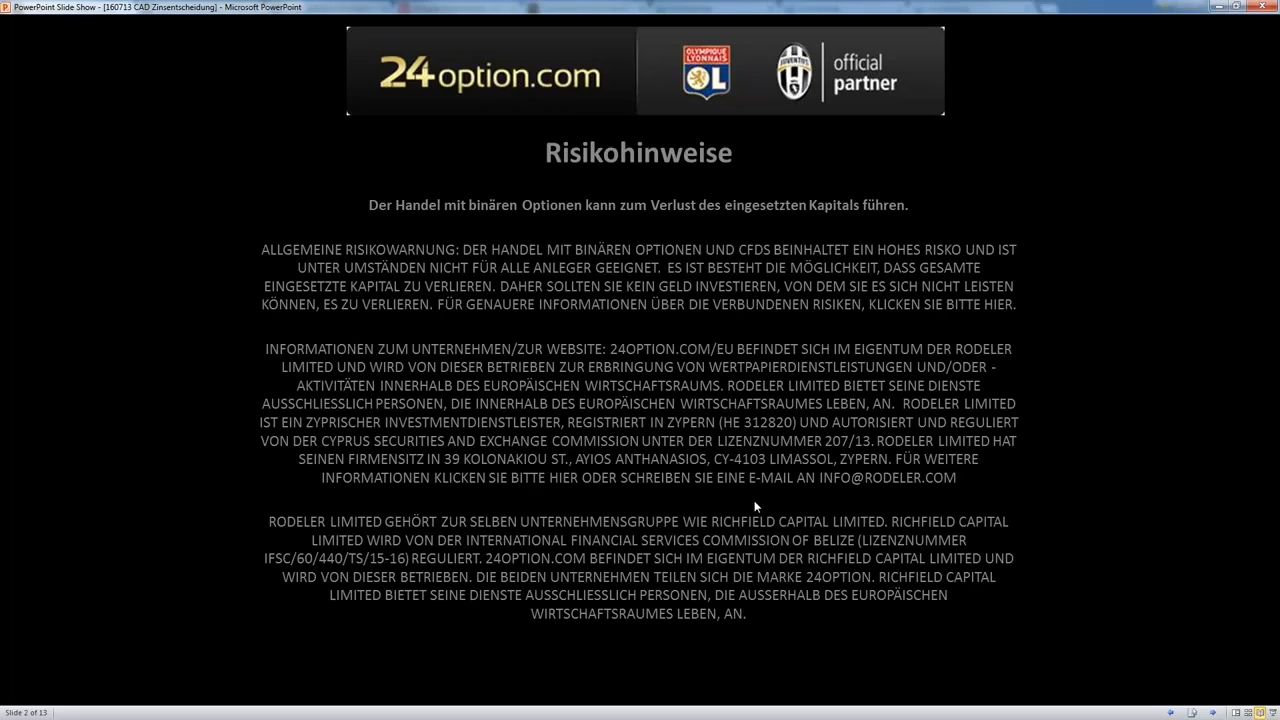 PowerPoint Slide Show - [160713 CAD Zinsentscheidung] - Microsoft PowerPoint
24option.com
OLYMPIQUE
LYONNAIS
OL
JUVENTUS
official
partner
Risikohinweise
Der Handel mit binären Optionen kann zum Verlust des eingesetzten Kapitals führen.
ALLGEMEINE RISIKOWARNUNG: DER HANDEL MIT BINÄREN OPTIONEN UND CFDS BEINHALTET EIN HOHES RISKO UND IST
UNTER UMSTÄNDEN NICHT FÜR ALLE ANLEGER GEEIGNET. ES IST BESTEHT DIE MÖGLICHKEIT, DASS GESAMTE
EINGESETZTE KAPITAL ZU VERLIEREN. DAHER SOLLTEN SIE KEIN GELD INVESTIEREN, VON DEM SIE ES SICH NICHT LEISTEN
KÖNNEN, ES ZU VERLIEREN. FÜR GENAUERE INFORMATIONEN ÜBER DIE VERBUNDENEN RISIKEN, KLICKEN SIE BITTE HIER.
INFORMATIONEN ZUM UNTERNEHMEN/ZUR WEBSITE: 24OPTION.COM/EU BEFINDET SICH IM EIGENTUM DER RODELER
LIMITED UND WIRD VON DIESER BETRIEBEN ZUR ERBRINGUNG VON WERTPAPIERDIENSTLEISTUNGEN UND/ODER -
AKTIVITÄTEN INNERHALB DES EUROPÄISCHEN WIRTSCHAFTSRAUMS. RODELER LIMITED BIETET SEINE DIENSTE
AUSSCHLIESSLICH PERSONEN, DIE INNERHALB DES EUROPÄISCHEN WIRTSCHAFTSRAUMES LEBEN, AN. RODELER LIMITED
IST EIN ZYPRISCHER INVESTMENTDIENSTLEISTER, REGISTRIERT IN ZYPERN (HE 312820) UND AUTORISIERT UND REGULIERT
VON DER CYPRUS SECURITIES AND EXCHANGE COMMISSION UNTER DER LIZENZNUMMER 207/13. RODELER LIMITED HAT
SEINEN FIRMENSITZ IN 39 KOLONAKIOU ST., AYIOS ANTHANASIOS, CY-4103 LIMASSOL, ZYPERN. FÜR WEITERE
INFORMATIONEN KLICKEN SIE BITTE HIER ODER SCHREIBEN SIE EINE E-MAIL AN INFO@RODELER.COM
RODELER LIMITED GEHÖRT ZUR SELBEN UNTERNEHMENSGRUPPE WIE RICHFIELD CAPITAL LIMITED. RICHFIELD CAPITAL
LIMITED WIRD VON DER INTERNATIONAL FINANCIAL SERVICES COMMISSION OF BELIZE (LIZENZNUMMER
IFSC/60/440/TS/15-16) REGULIERT. 24OPTION.COM BEFINDET SICH IM EIGENTUM DER RICHFIELD CAPITAL LIMITED UND
WIRD VON DIESER BETRIEBEN. DIE BEIDEN UNTERNEHMEN TEILEN SICH DIE MARKE 24OPTION. RICHFIELD CAPITAL
LIMITED BIETET SEINE DIENSTE AUSSCHLIESSLICH PERSONEN, DIE AUSSERHALB DES EUROPÄISCHEN
WIRTSCHAFTSRAUMES LEBEN, AN.
Slide 2 of 13